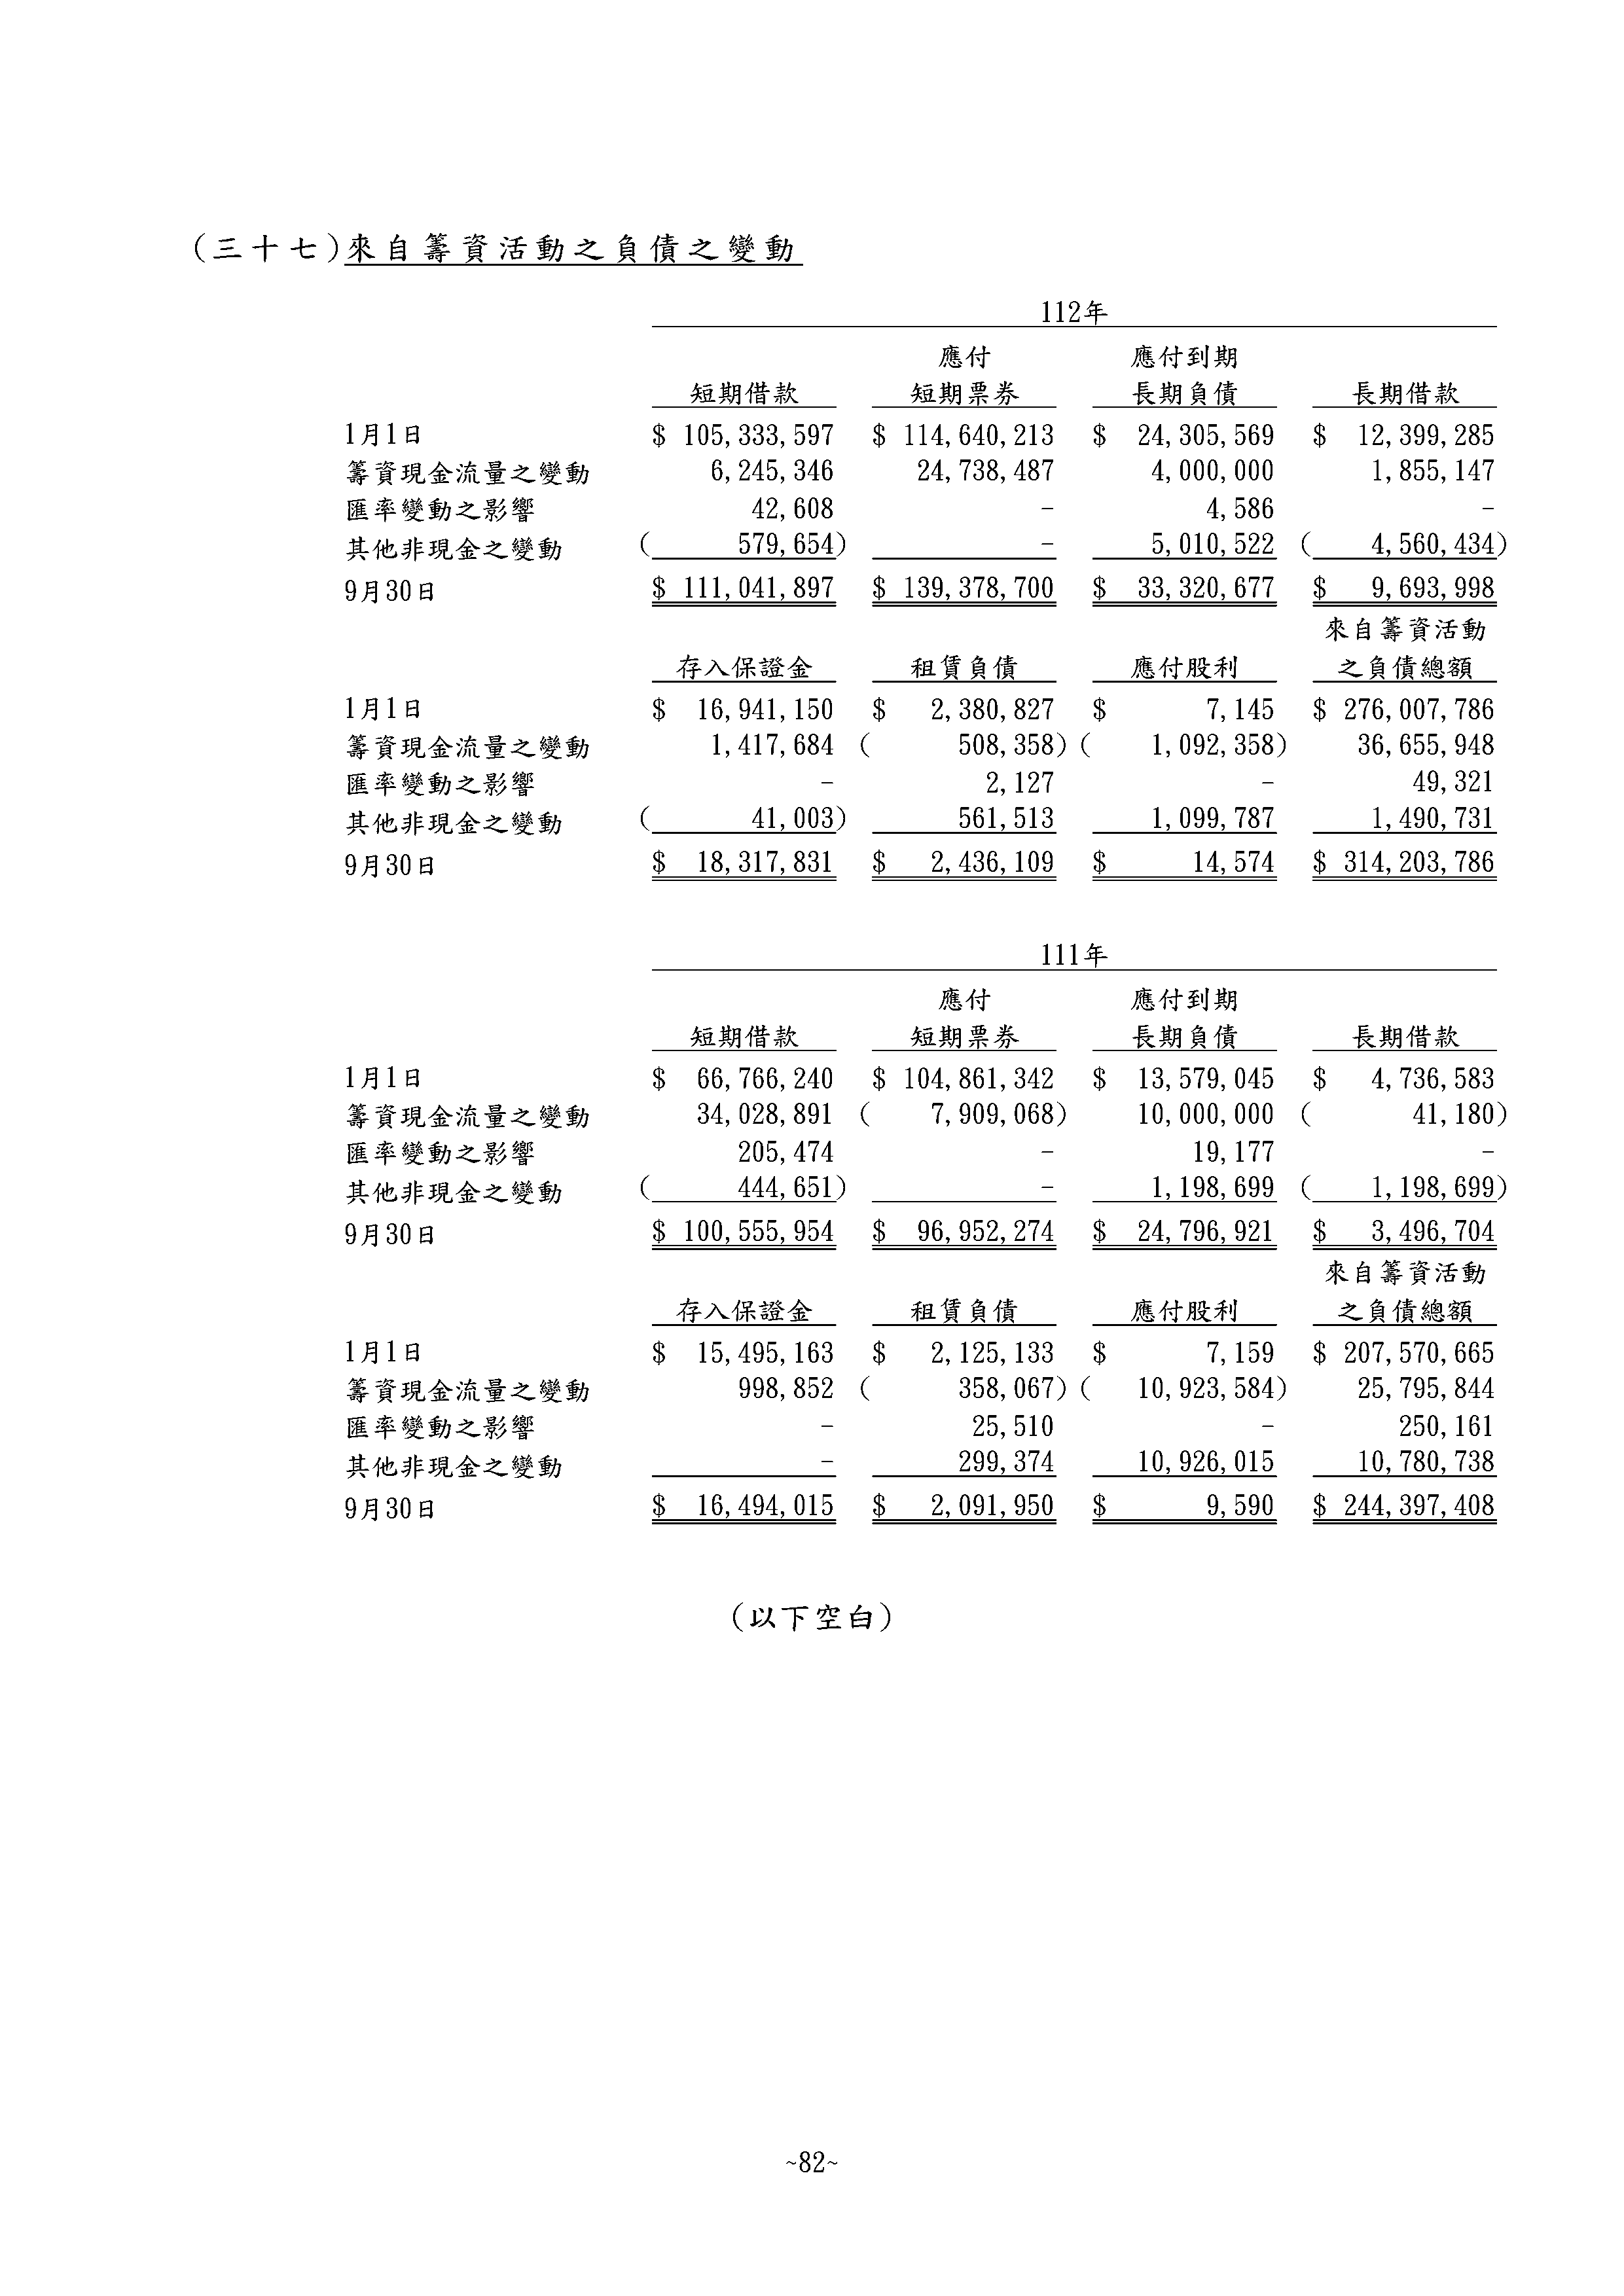 (三十七)來自籌資活動之負債之變動
112年
應付 應付到期
短期借款 短期票券 長期負債 長期借款
1月1日 $ 105,333,597 $ 114,640,213 $ 24,305,569 $ 12,399,285
籌資現金流量之變動 6,245,346 24,738,487 4,000,000 1,855,147
匯率變動之影響 42,608 - 4,586 -
其他非現金之變動 ( 579,654) - 5,010,522 ( 4,560,434)
9月30日 $ 111,041,897 $ 139,378,700 $ 33,320,677 $ 9,693,998
來自籌資活動
存入保證金 租賃負債 應付股利 之負債總額
1月1日 $ 16,941,150 $ 2,380,827 $ 7,145 $ 276,007,786
籌資現金流量之變動 1,417,684 ( 508,358) ( 1,092,358) 36,655,948
匯率變動之影響 - 2,127 - 49,321
其他非現金之變動 ( 41,003) 561,513 1,099,787 1,490,731
9月30日 $ 18,317,831 $ 2,436,109 $ 14,574 $ 314,203,786
111年
應付 應付到期
短期借款 短期票券 長期負債 長期借款
1月1日 $ 66,766,240 $ 104,861,342 $ 13,579,045 $ 4,736,583
籌資現金流量之變動 34,028,891 ( 7,909,068) 10,000,000 ( 41,180)
匯率變動之影響 205,474 - 19,177 -
其他非現金之變動 ( 444,651) - 1,198,699 ( 1,198,699)
9月30日 $ 100,555,954 $ 96,952,274 $ 24,796,921 $ 3,496,704
來自籌資活動
存入保證金 租賃負債 應付股利 之負債總額
1月1日 $ 15,495,163 $ 2,125,133 $ 7,159 $ 207,570,665
籌資現金流量之變動 998,852 ( 358,067) ( 10,923,584) 25,795,844
匯率變動之影響 - 25,510 - 250,161
其他非現金之變動 - 299,374 10,926,015 10,780,738
9月30日 $ 16,494,015 $ 2,091,950 $ 9,590 $ 244,397,408
(以下空白)
~82~